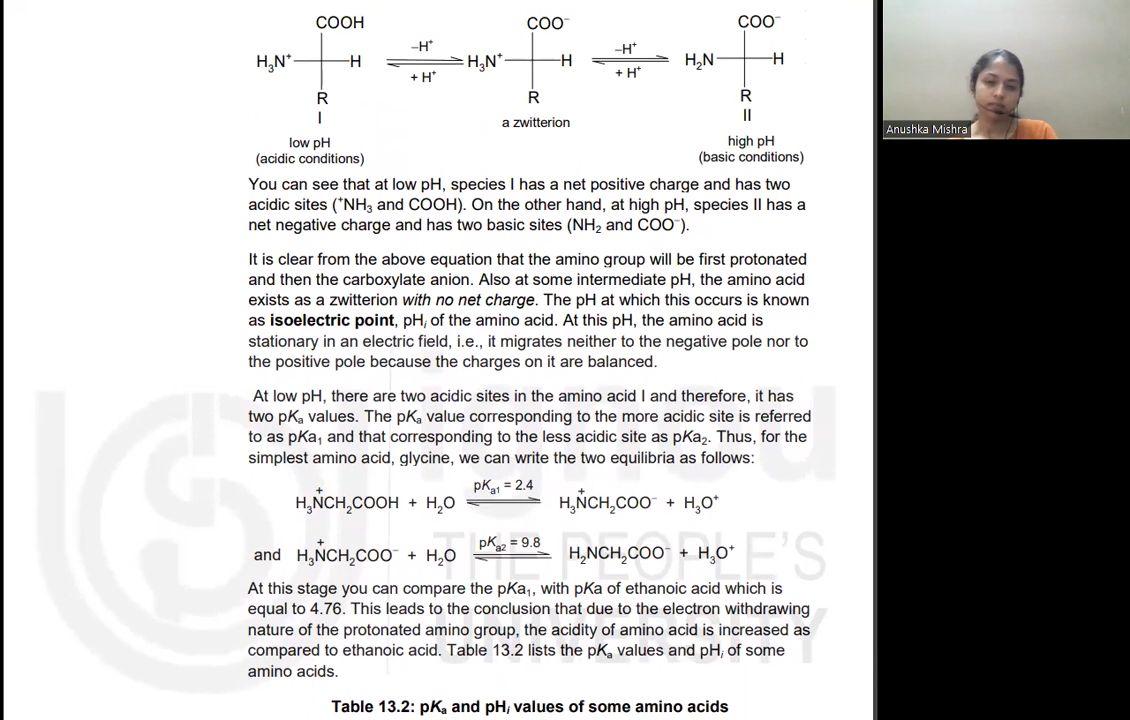 COOH
COO⁻
COO⁻
H₃N⁺ H −H⁺ + H⁺ H₃N⁺ H −H⁺ + H⁺ H₂N H
R
R
R
I
II
a zwitterion
low pH
(acidic conditions)
high pH
(basic conditions)
Anushka Mishra
You can see that at low pH, species I has a net positive charge and has two
acidic sites (⁺NH₃ and COOH). On the other hand, at high pH, species II has a
net negative charge and has two basic sites (NH₂ and COO⁻).
It is clear from the above equation that the amino group will be first protonated
and then the carboxylate anion. Also at some intermediate pH, the amino acid
exists as a zwitterion with no net charge. The pH at which this occurs is known
as isoelectric point, pHᵢ of the amino acid. At this pH, the amino acid is
stationary in an electric field, i.e., it migrates neither to the negative pole nor to
the positive pole because the charges on it are balanced.
At low pH, there are two acidic sites in the amino acid I and therefore, it has
two pKₐ values. The pKₐ value corresponding to the more acidic site is referred
to as pKa₁ and that corresponding to the less acidic site as pKa₂. Thus, for the
simplest amino acid, glycine, we can write the two equilibria as follows:
H₃N⁺CH₂COOH + H₂O pKₐ₁ = 2.4 H₃N⁺CH₂COO⁻ + H₃O⁺
and H₃N⁺CH₂COO⁻ + H₂O pKₐ₂ = 9.8 H₂NCH₂COO⁻ + H₃O⁺
At this stage you can compare the pKa₁, with pKa of ethanoic acid which is
equal to 4.76. This leads to the conclusion that due to the electron withdrawing
nature of the protonated amino group, the acidity of amino acid is increased as
compared to ethanoic acid. Table 13.2 lists the pKₐ values and pHᵢ of some
amino acids.
Table 13.2: pKₐ and pHᵢ values of some amino acids
ignou
THE PEOPLE'S
UNIVERSITY